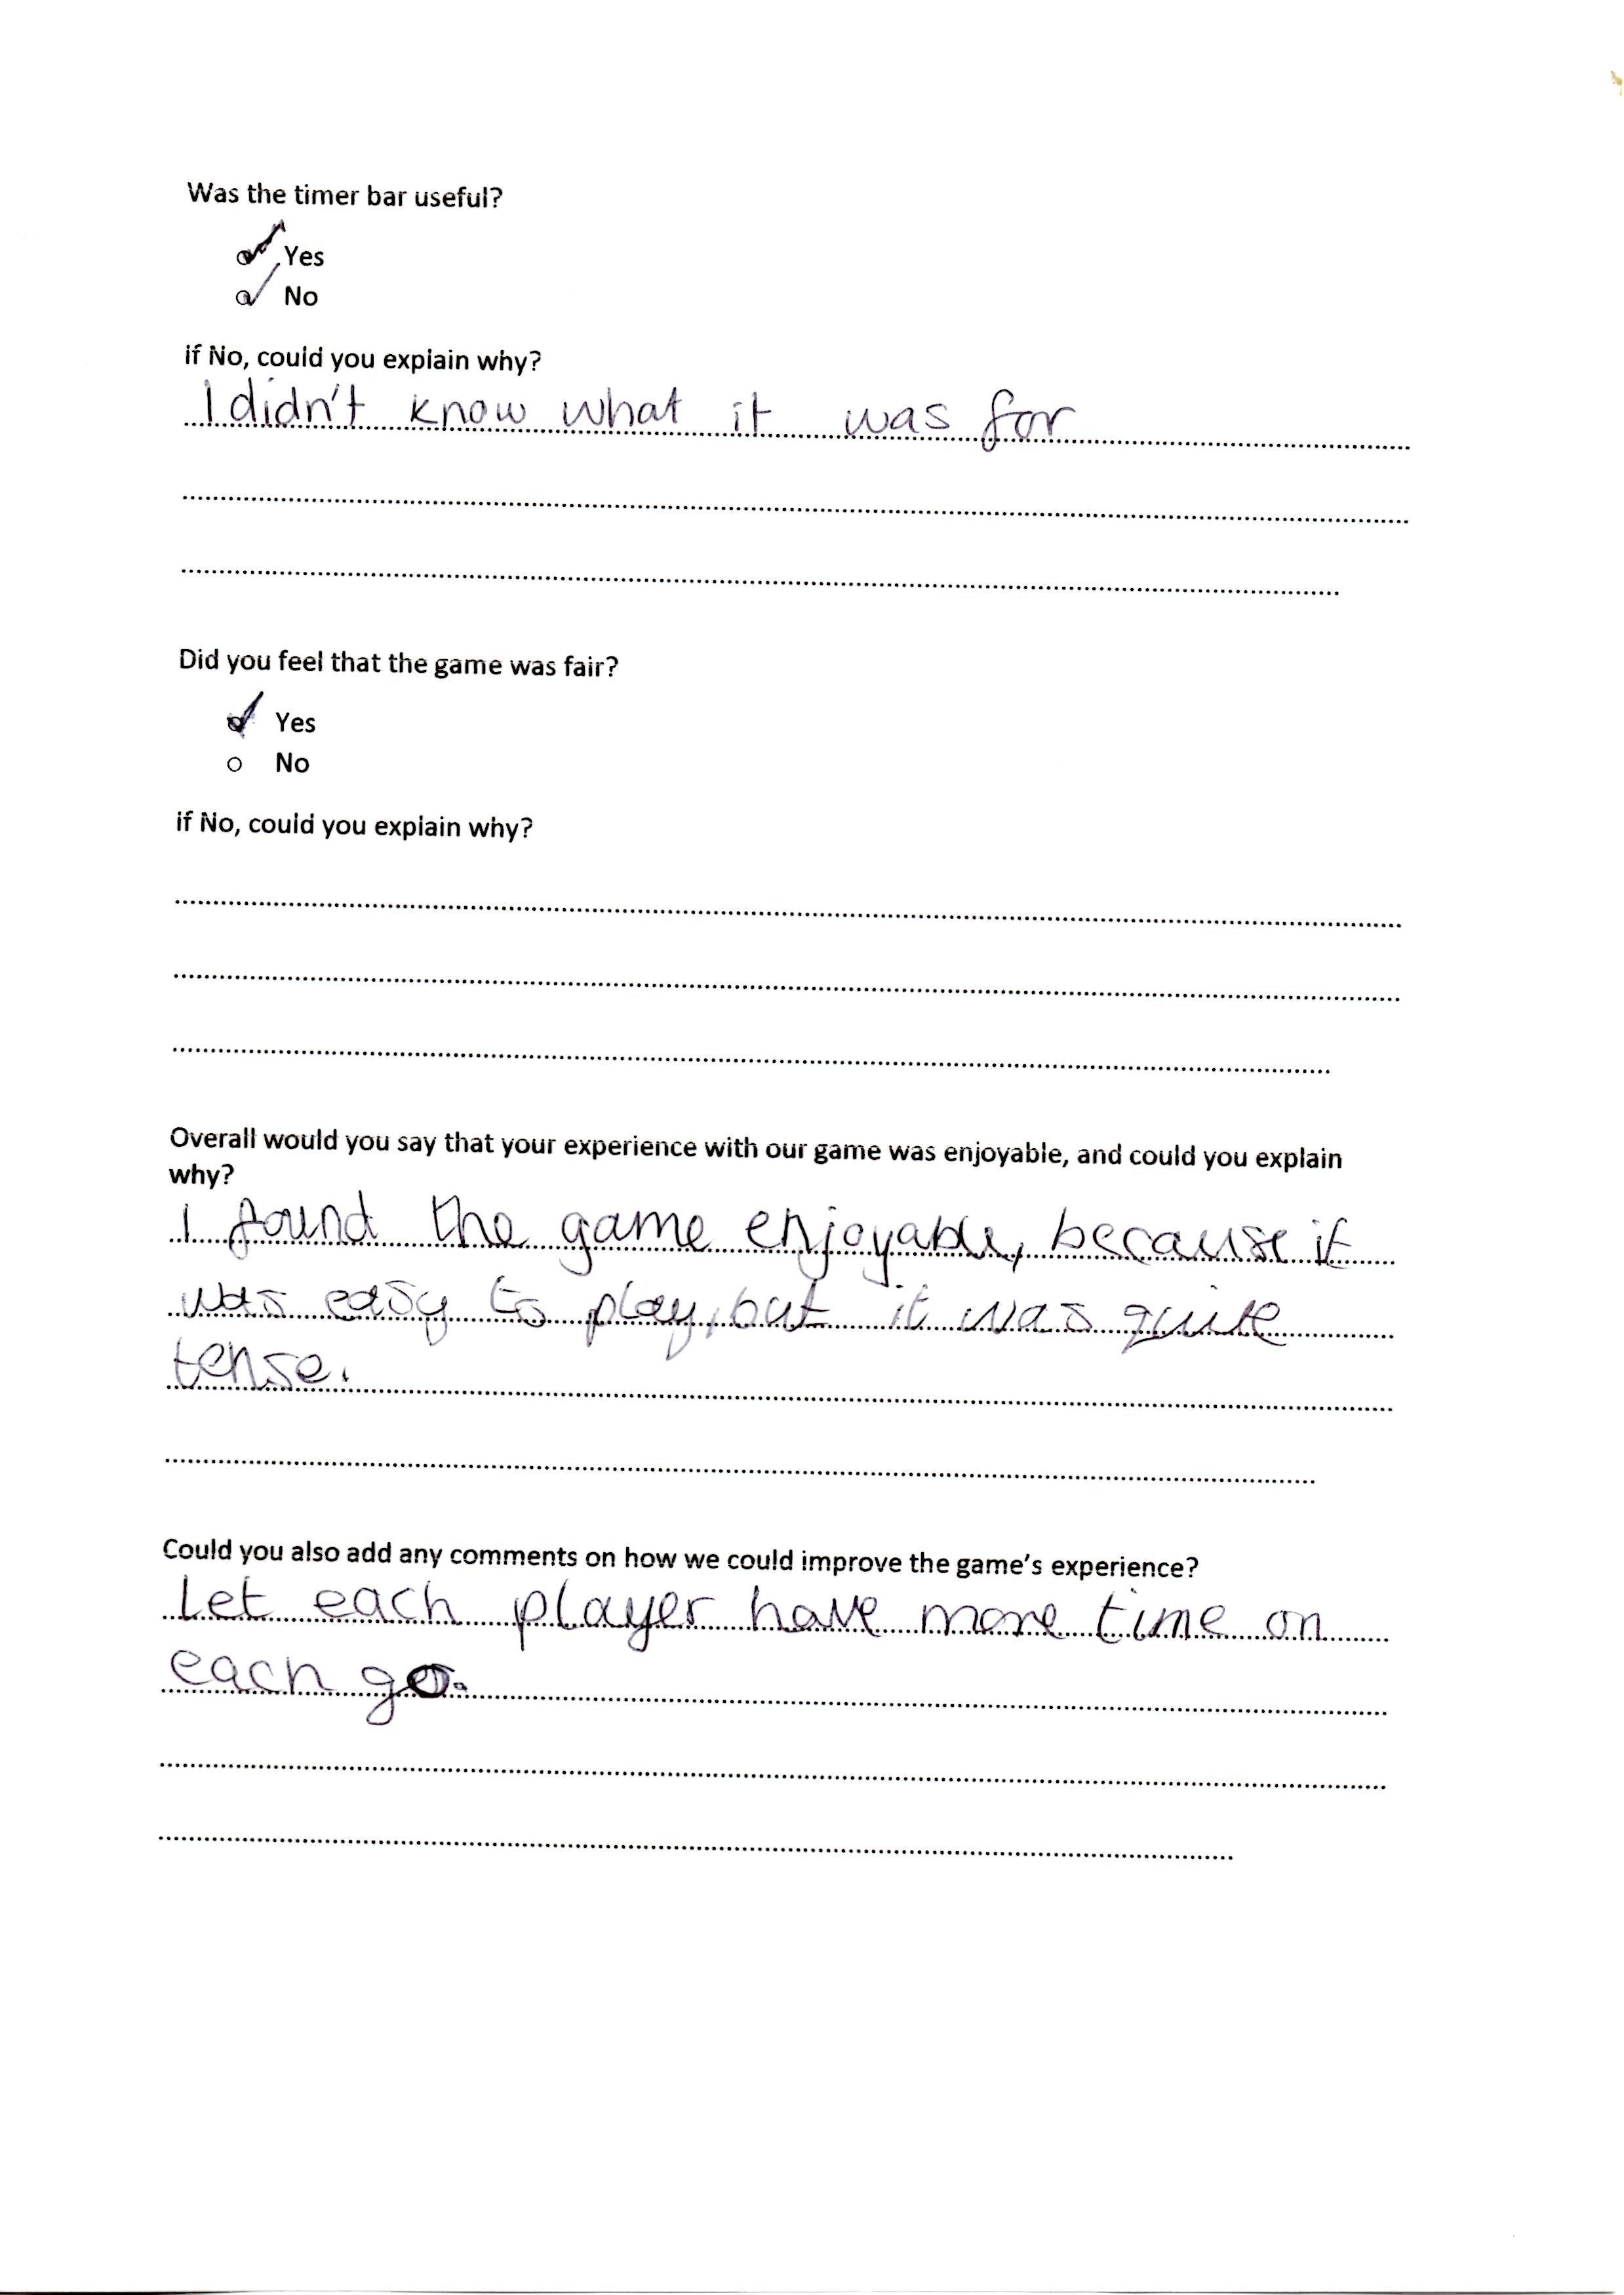 Was the timer bar useful?
Yes
No
if No, could you explain why?
I didn't know what it was for
Did you feel that the game was fair?
Yes
No
if No, could you explain why?
Overall would you say that your experience with our game was enjoyable, and could you explain
why?
I found the game enjoyable, because it
was easy to play, but it was quite
tense.
Could you also add any comments on how we could improve the game's experience?
Let each player have more time on
each go.